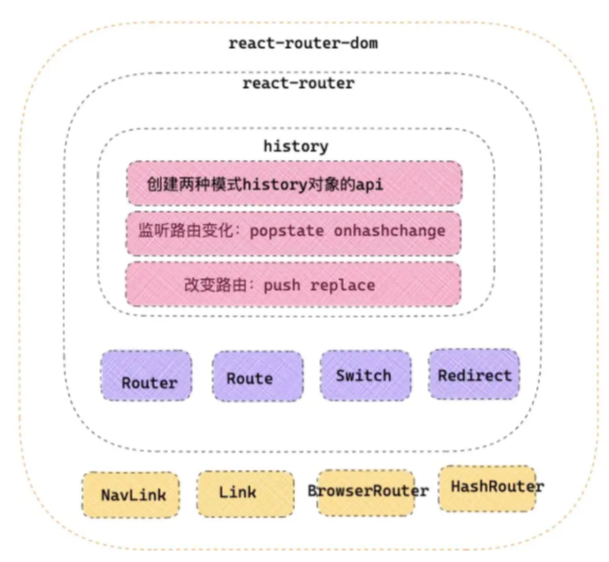 react-router-dom
react-router
history
创建两种模式history对象的api
监听路由变化：popstate onhashchange
改变路由：push replace
Router
Route
Switch
Redirect
NavLink
Link
BrowserRouter
HashRouter